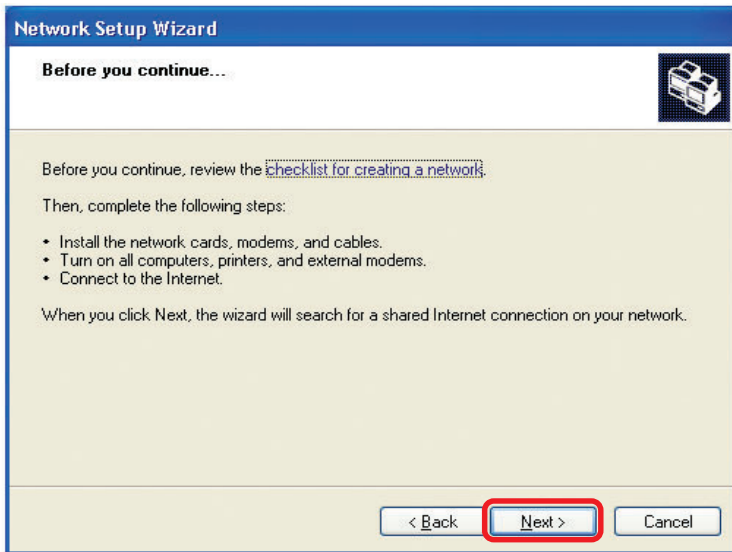 Network Setup Wizard
Before you continue...
Before you continue, review the checklist for creating a network.
Then, complete the following steps:
• Install the network cards, modems, and cables.
• Turn on all computers, printers, and external modems.
• Connect to the Internet.
When you click Next, the wizard will search for a shared Internet connection on your network.
< Back Next > Cancel